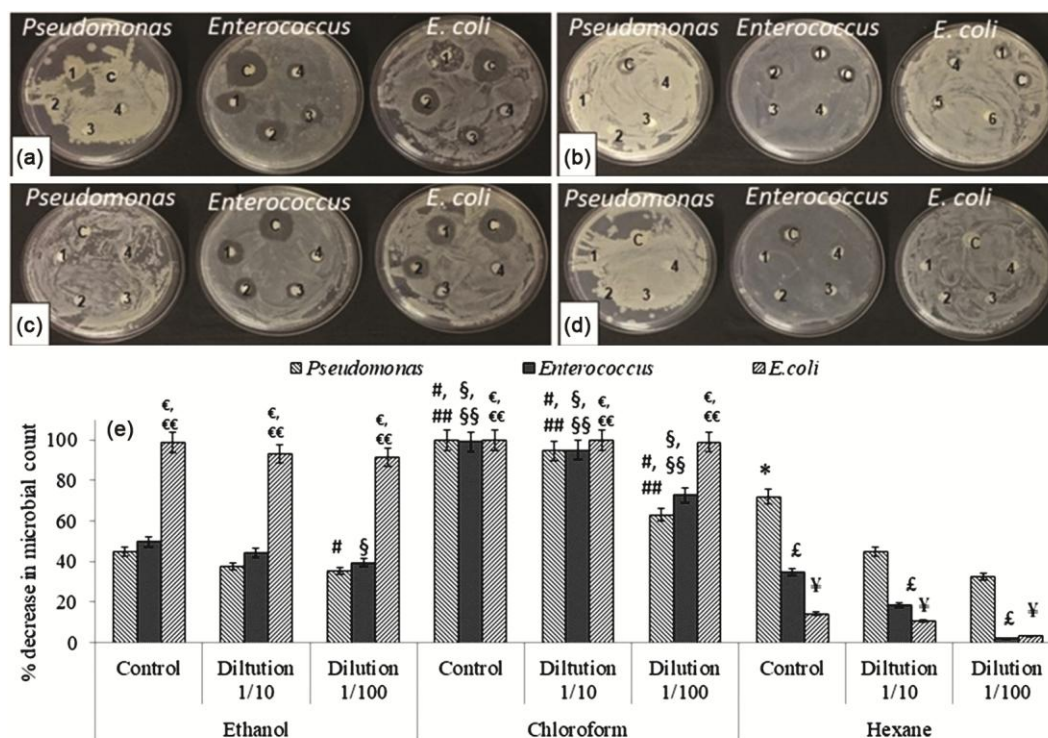 Pseudomonas Enterococcus E. coli
1 C 2 4 3
C 4 1 3 2
1 C 2 4 3
(a)
Pseudomonas Enterococcus E. coli
C 4 1 3 2
1 2 C 3 4
4 1 C 5 6
(b)
Pseudomonas Enterococcus E. coli
C 1 4 2 3
C 1 4 2 3
1 C 2 4 3
(c)
Pseudomonas Enterococcus E. coli
C 1 4 2 3
C 1 4 2 3
C 1 4 2 3
(d)
Pseudomonas Enterococcus E.coli
(e)
% decrease in microbial count
100
80
60
40
20
0
€, €€
€, €€
# § €, €€
#, ## §, §§ €, €€
#, ## §, §§ €, €€
#, ## §, §§ €, €€
* £ ¥
£ ¥
£ ¥
Control Diltution 1/10 Dilution 1/100 Control Diltution 1/10 Dilution 1/100 Control Diltution 1/10 Dilution 1/100
Ethanol Chloroform Hexane